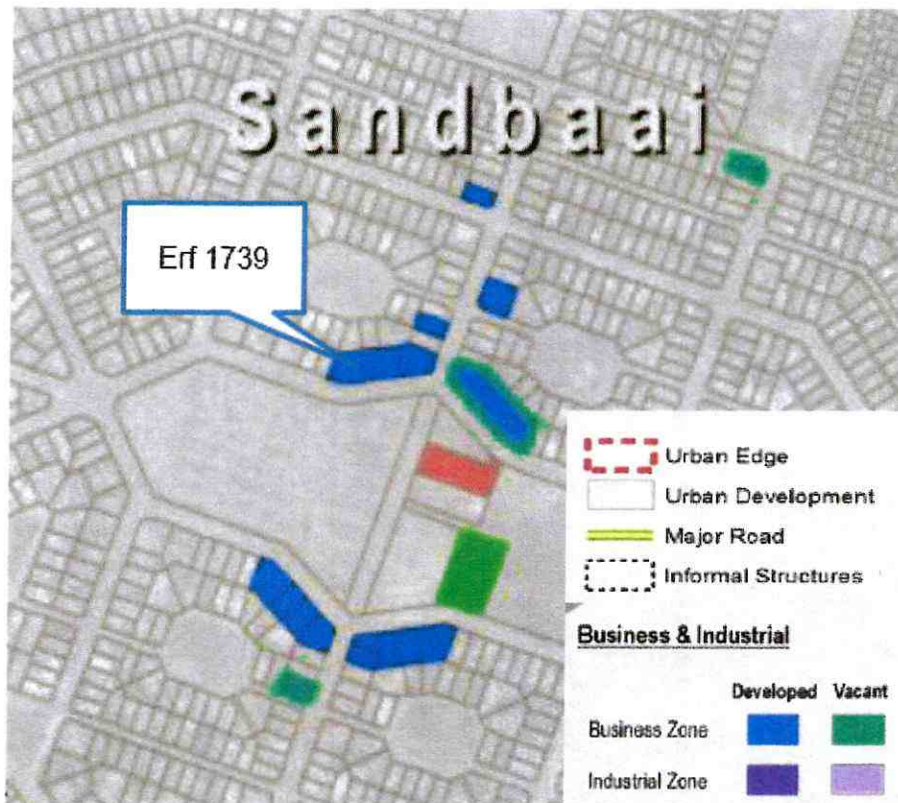 Sandbaai
Erf 1739
Urban Edge
Urban Development
Major Road
Informal Structures
Business & Industrial
Developed Vacant
Business Zone
Industrial Zone